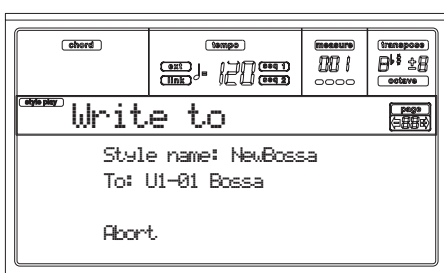 chord tempo measure transpose
ext link 120 seq 1 seq 2 001 octave
style play Write to page
Style name: NewBossa
To: U1-01 Bossa
Abort